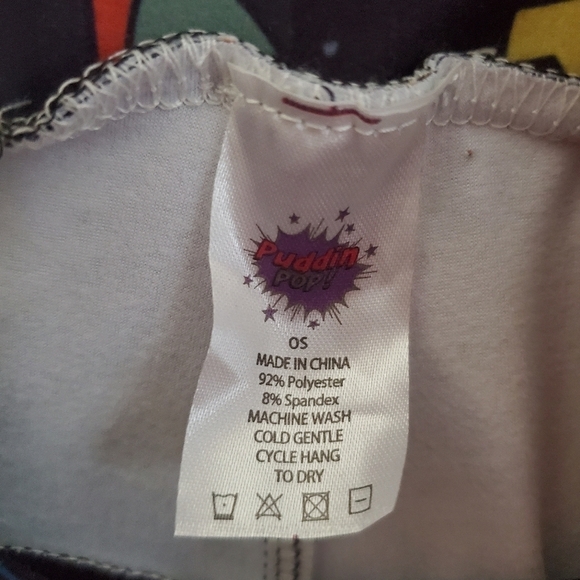 Puddin
POP!
OS
MADE IN CHINA
92% Polyester
8% Spandex
MACHINE WASH
COLD GENTLE
CYCLE HANG
TO DRY